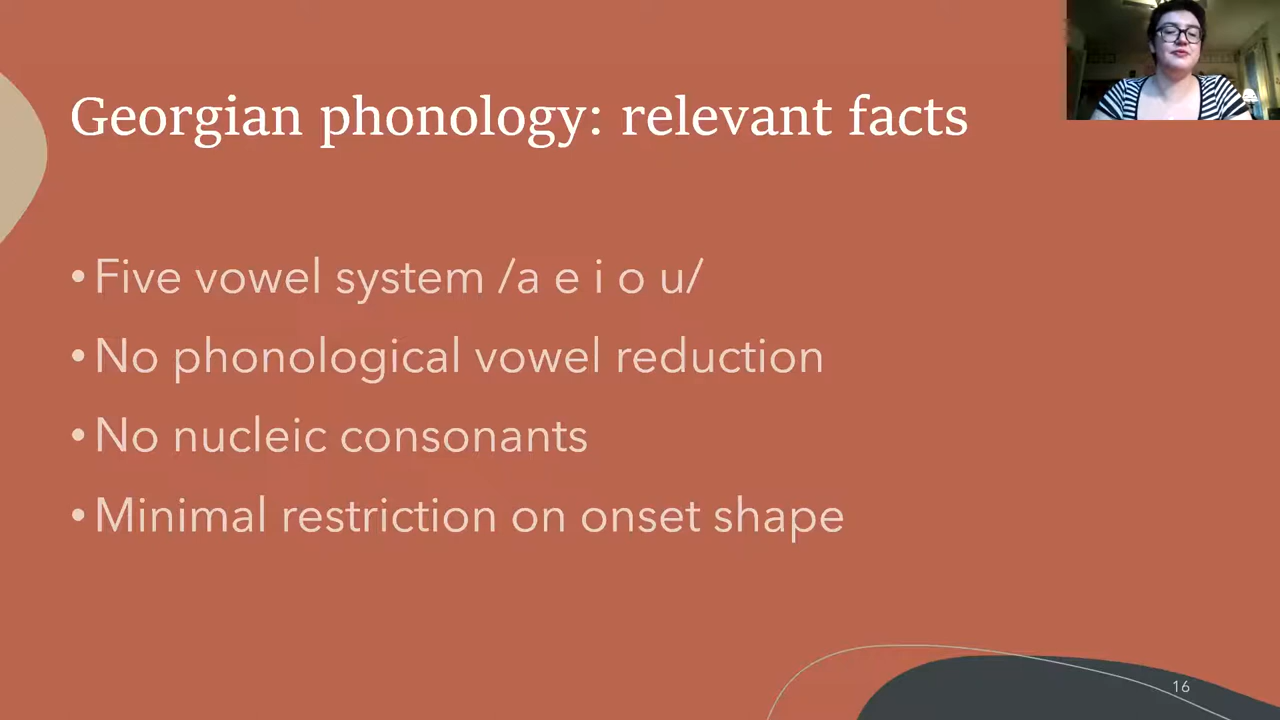 Georgian phonology: relevant facts
•Five vowel system /a e i o u/
•No phonological vowel reduction
•No nucleic consonants
•Minimal restriction on onset shape
16